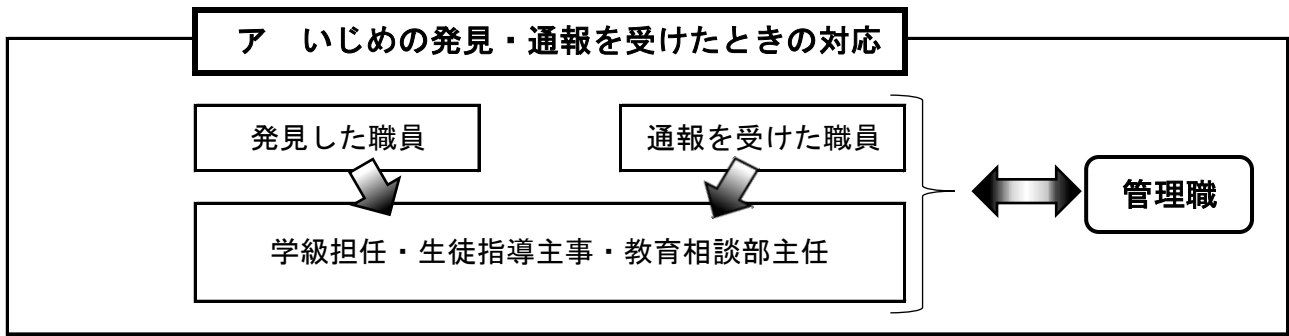 ア　いじめの発見・通報を受けたときの対応
発見した職員
通報を受けた職員
管理職
学級担任・生徒指導主事・教育相談部主任